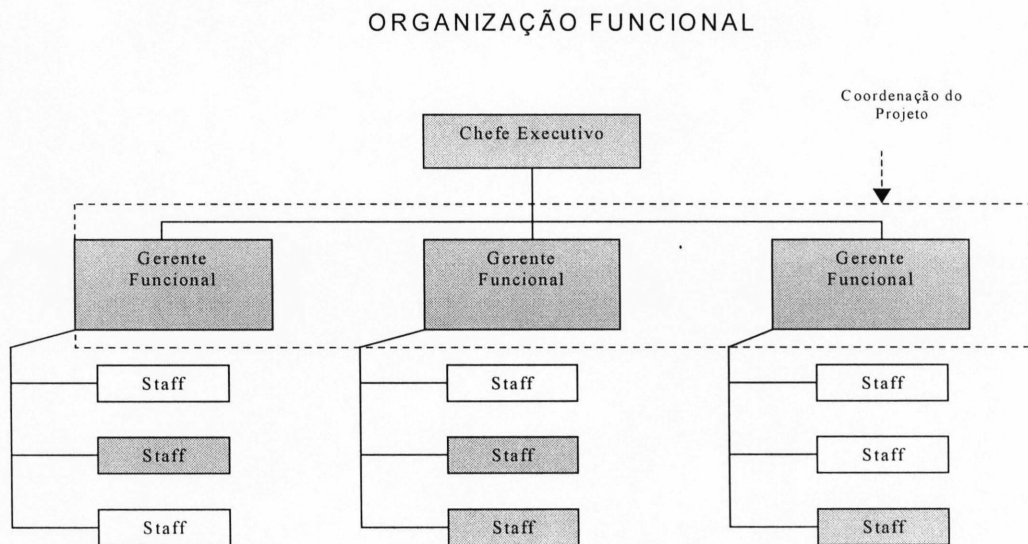 ORGANIZAÇÃO FUNCIONAL
Coordenação do
Projeto
Chefe Executivo
Gerente
Funcional
Gerente
Funcional
Gerente
Funcional
Staff
Staff
Staff
Staff
Staff
Staff
Staff
Staff
Staff